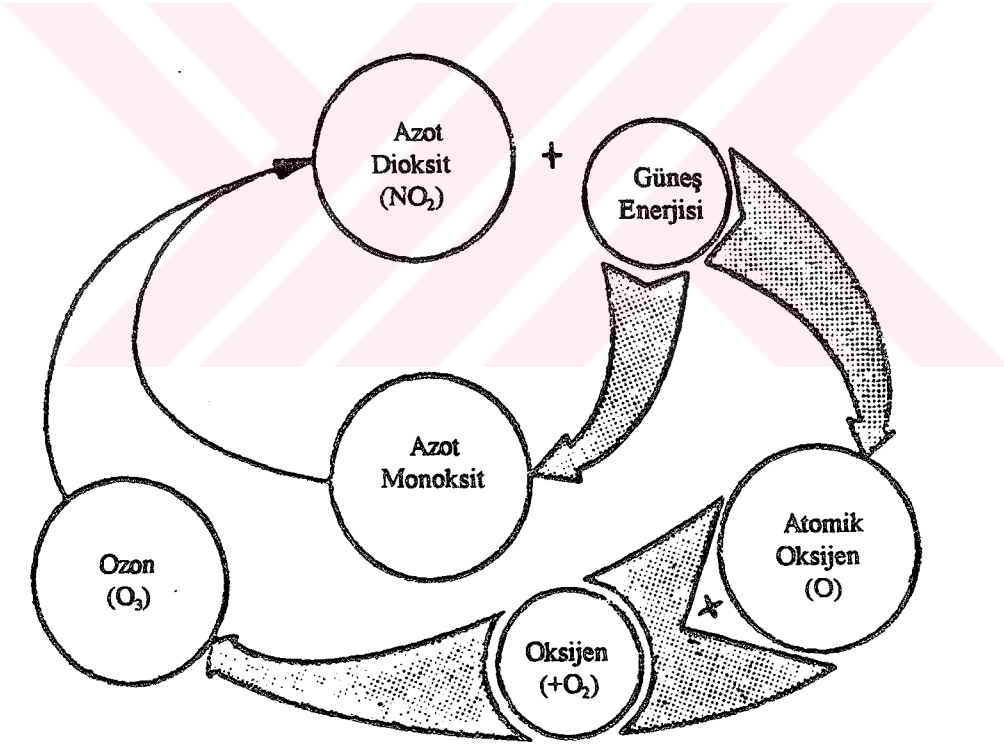 Azot
Dioksit
(NO₂)
+
Güneş
Enerjisi
Azot
Monoksit
Atomik
Oksijen
(O)
+
Ozon
(O₃)
Oksijen
(+O₂)